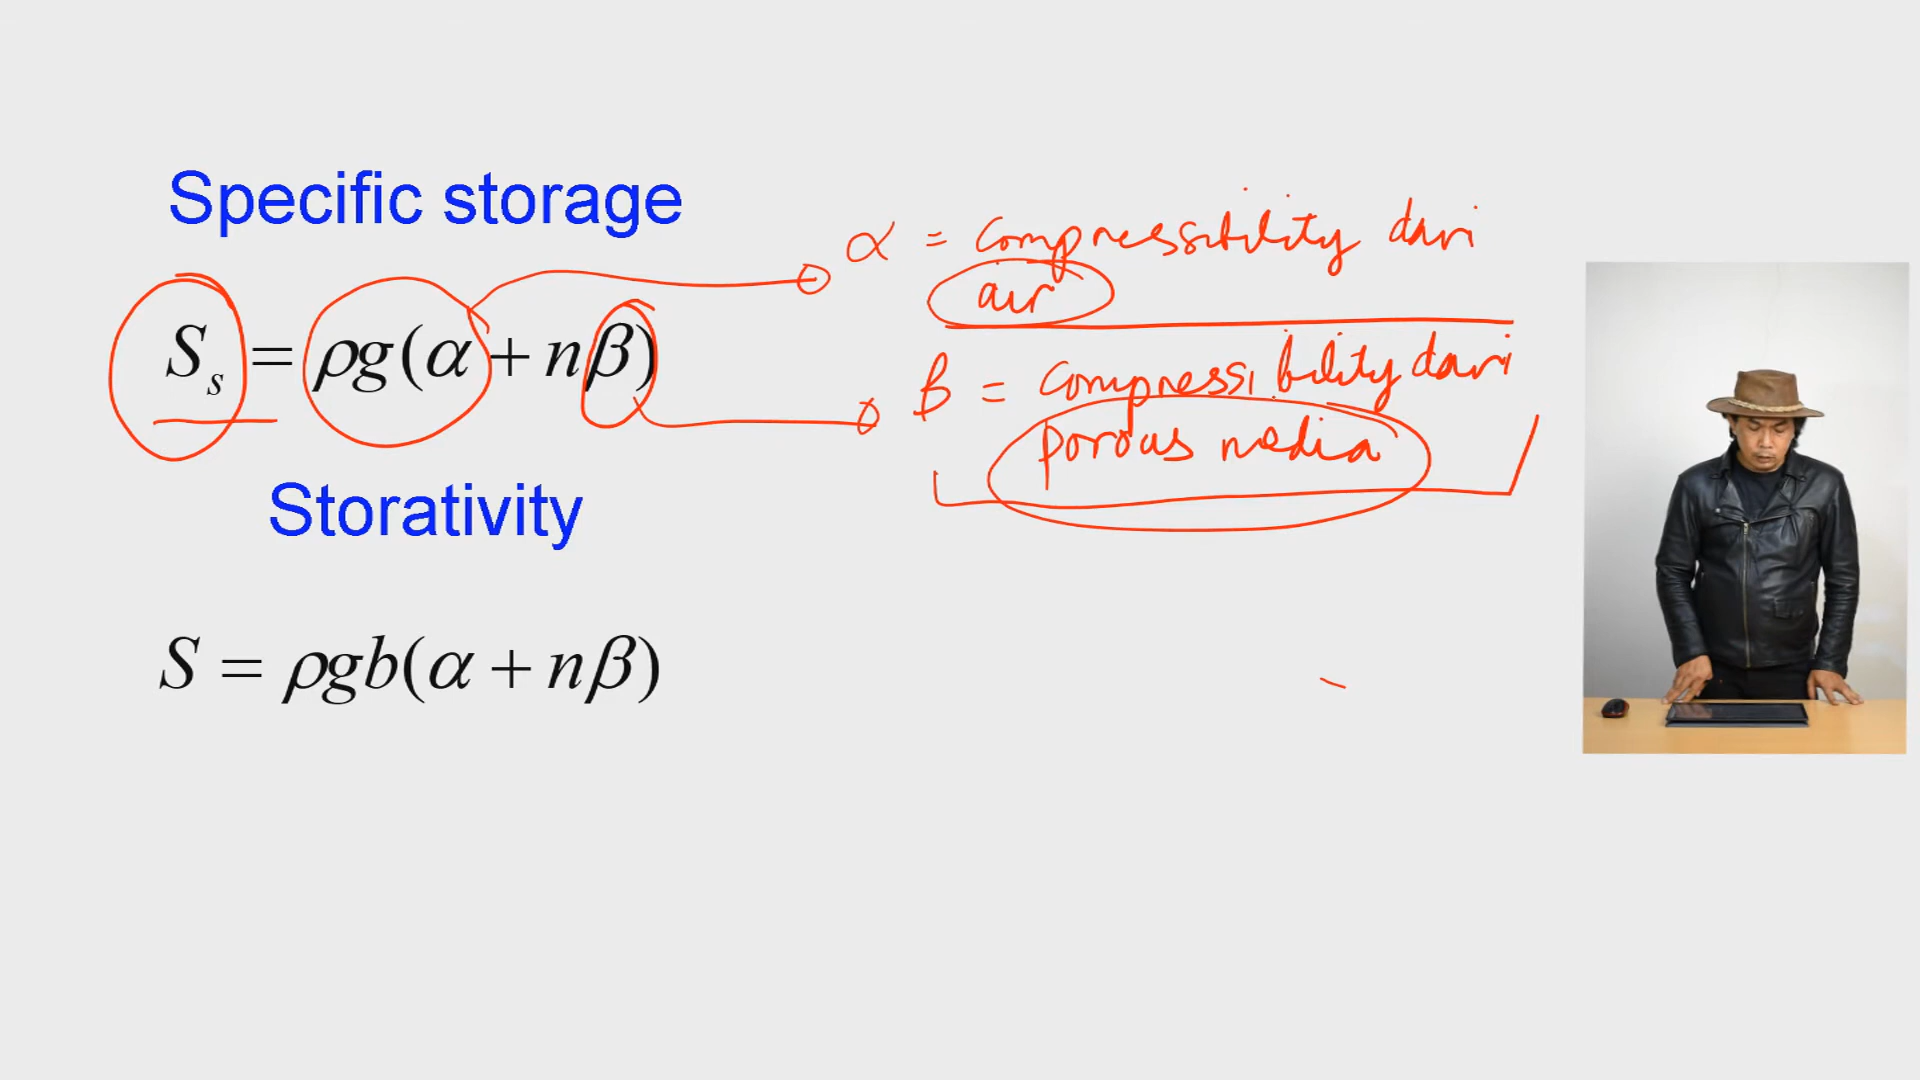 Specific storage
S_s = ρg(α + nβ)
α = compressibility dari
air
β = compressibility dari
porous media
Storativity
S = ρgb(α + nβ)